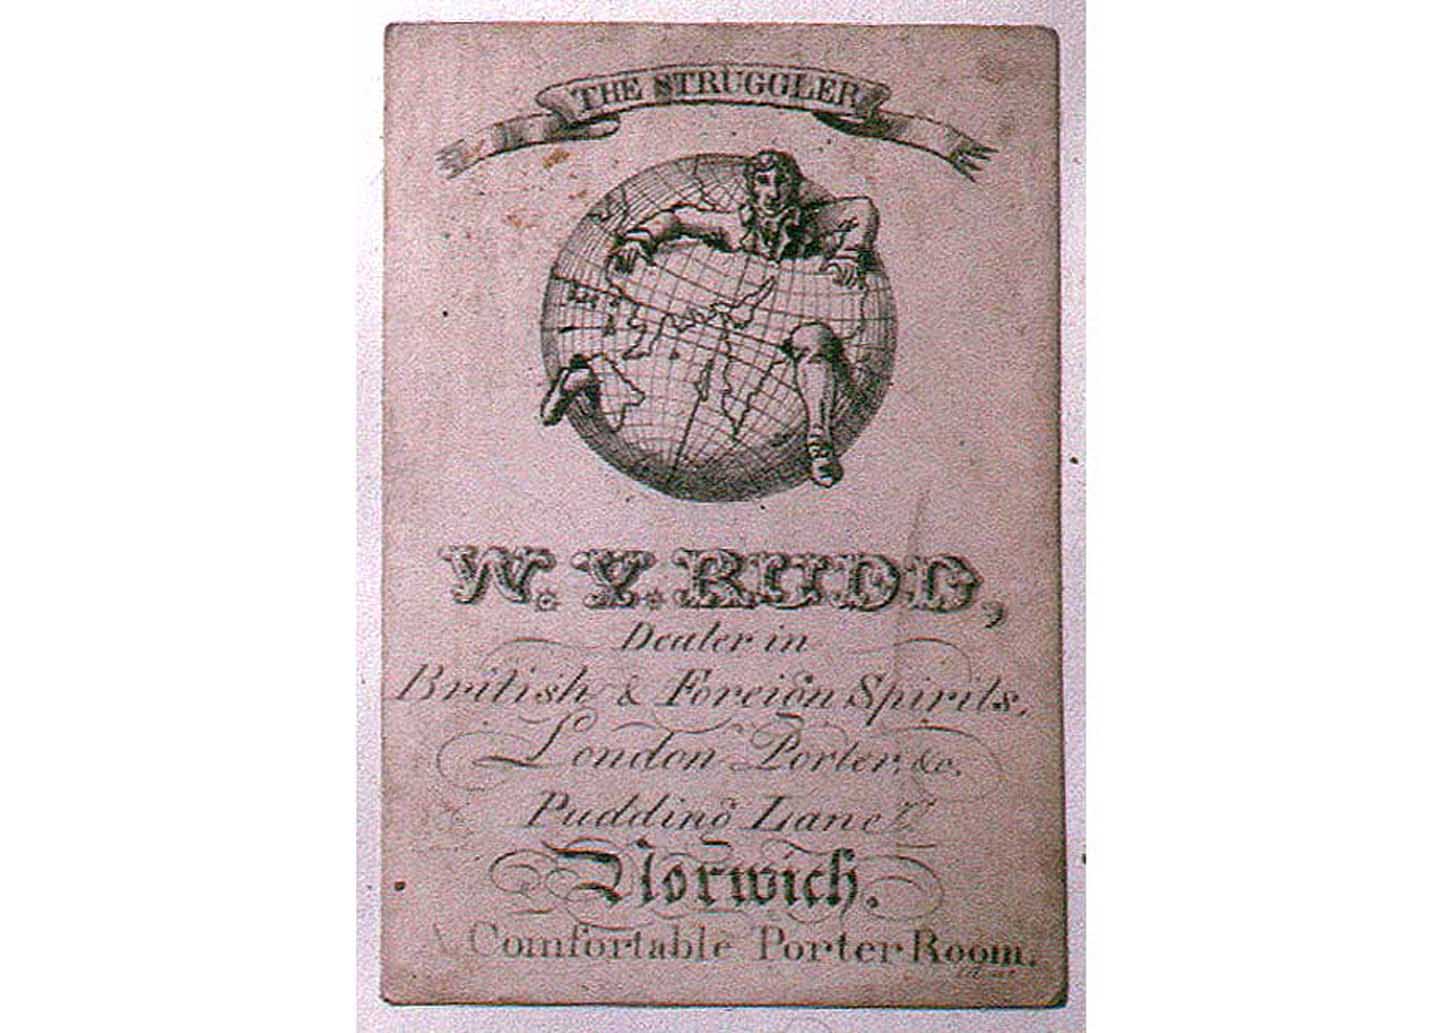 THE STRUGGLER
W. Y. RUDD,
Dealer in
British & Foreign Spirits,
London Porter, &c.
Pudding Lane
Norwich.
A Comfortable Porter Room.